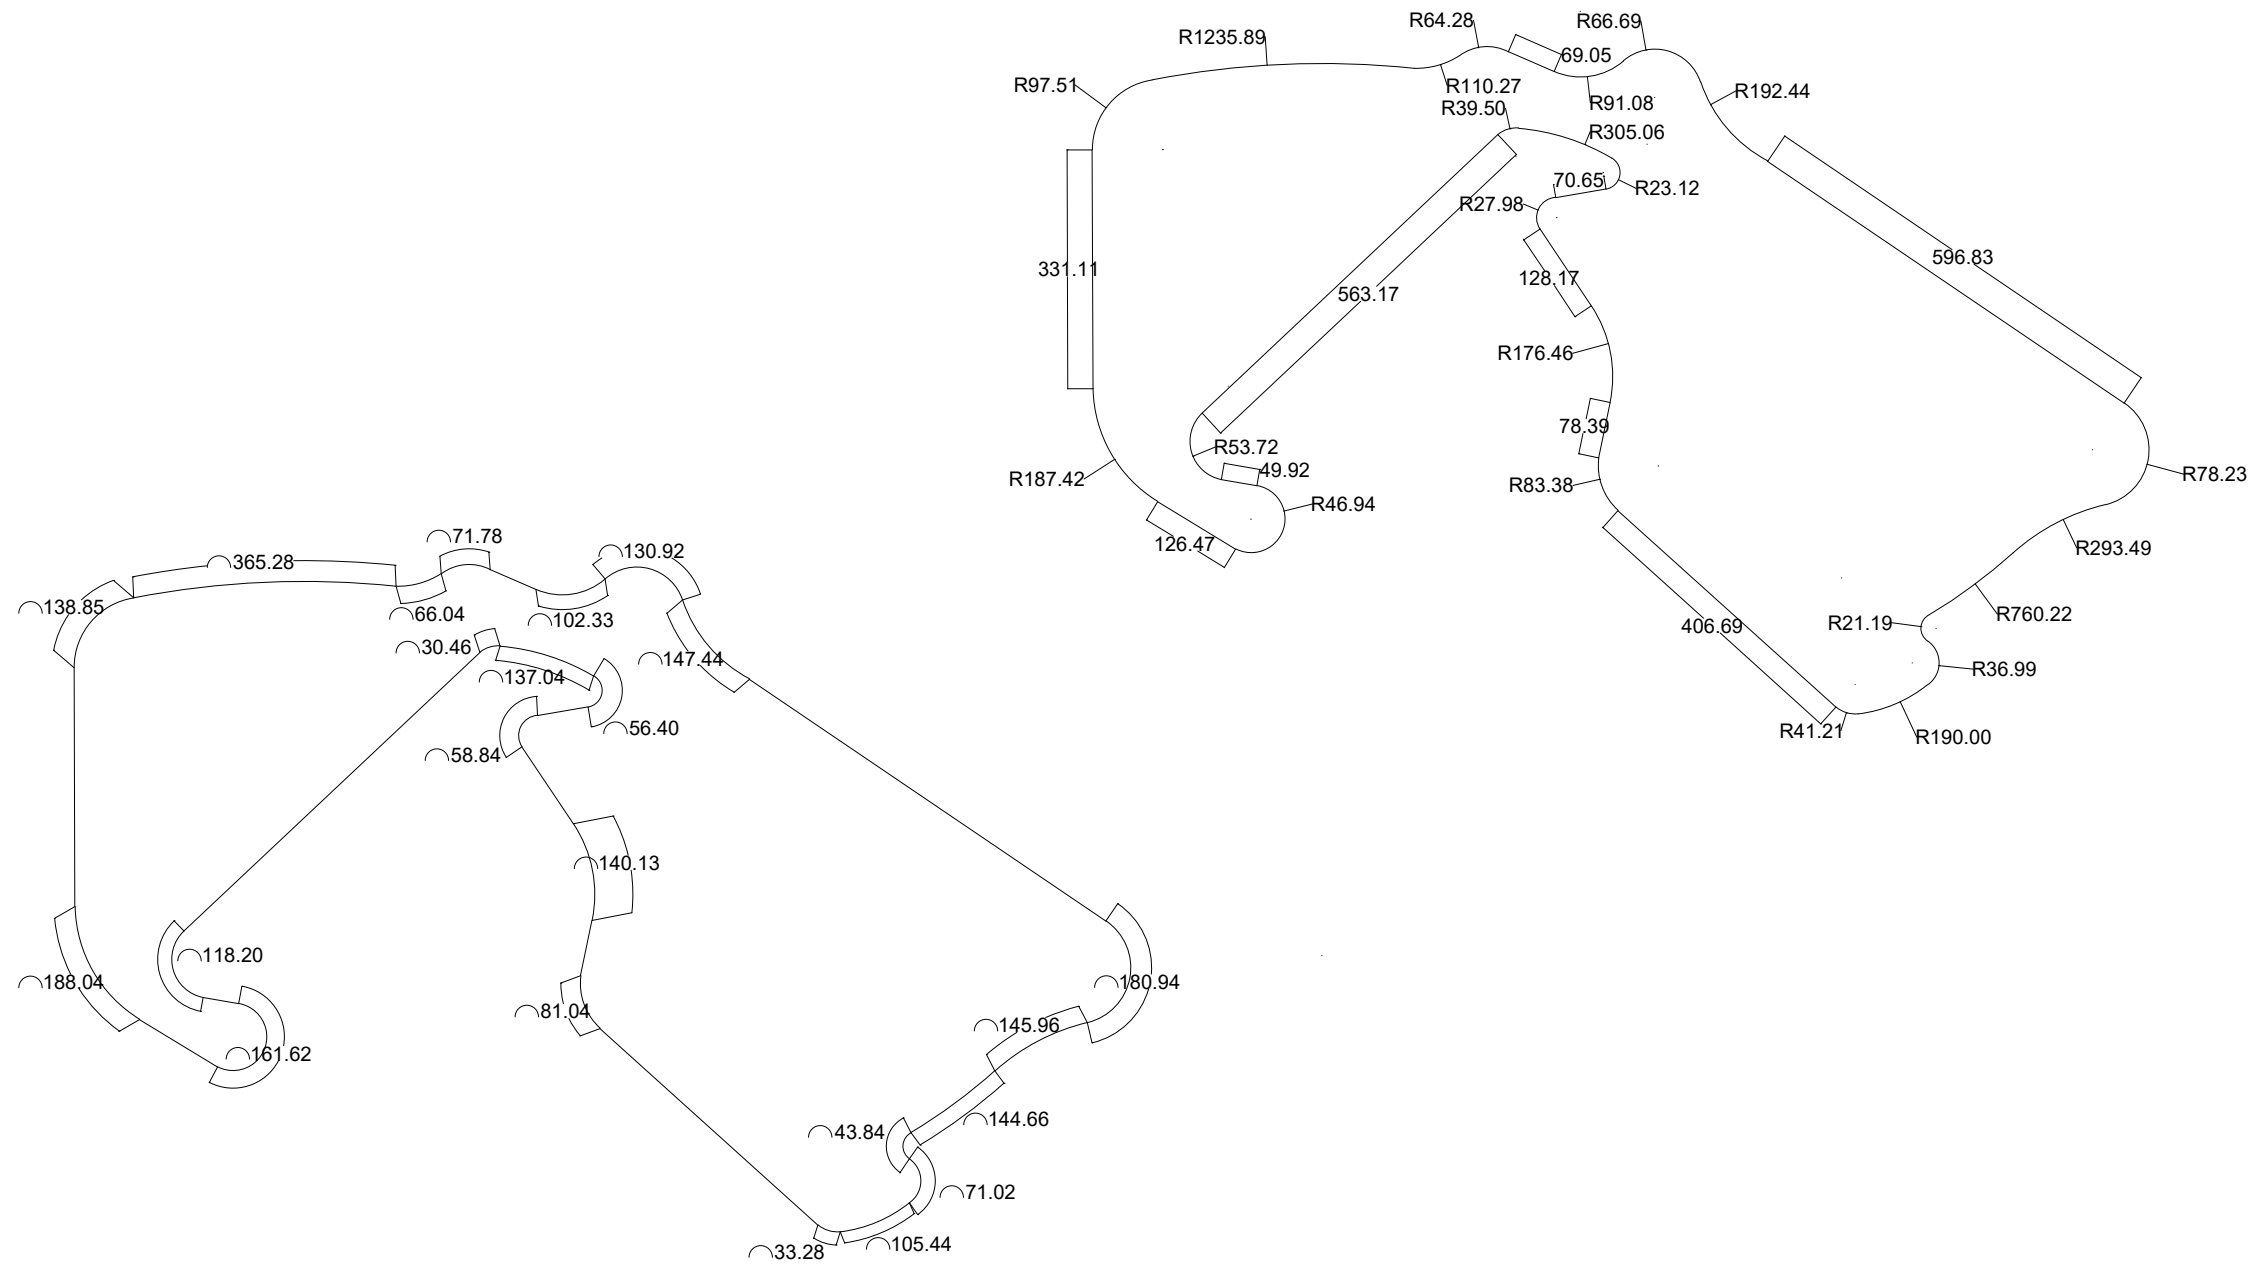 R64.28
R66.69
R1235.89
69.05
R97.51
R110.27
R192.44
R39.50
R91.08
R305.06
70.65
R23.12
R27.98
596.83
331.11
128.17
563.17
R176.46
78.39
R53.72
49.92
R187.42
R83.38
R78.23
R46.94
126.47
R293.49
R760.22
R21.19
406.69
R36.99
R41.21
R190.00
⌒71.78
⌒130.92
⌒365.28
⌒138.85
⌒66.04
⌒102.33
⌒30.46
⌒147.44
⌒137.04
⌒56.40
⌒58.84
⌒140.13
⌒118.20
⌒188.04
⌒180.94
⌒81.04
⌒145.96
⌒161.62
⌒144.66
⌒43.84
⌒71.02
⌒105.44
⌒33.28